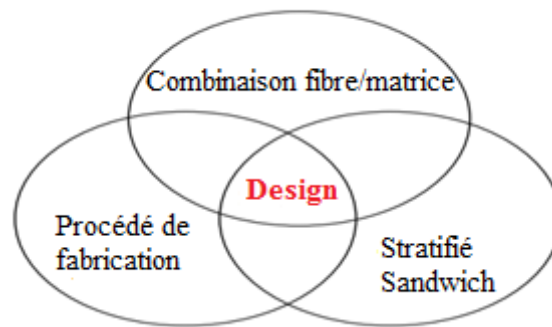 Combinaison fibre/matrice
Design
Procédé de
fabrication
Stratifié
Sandwich